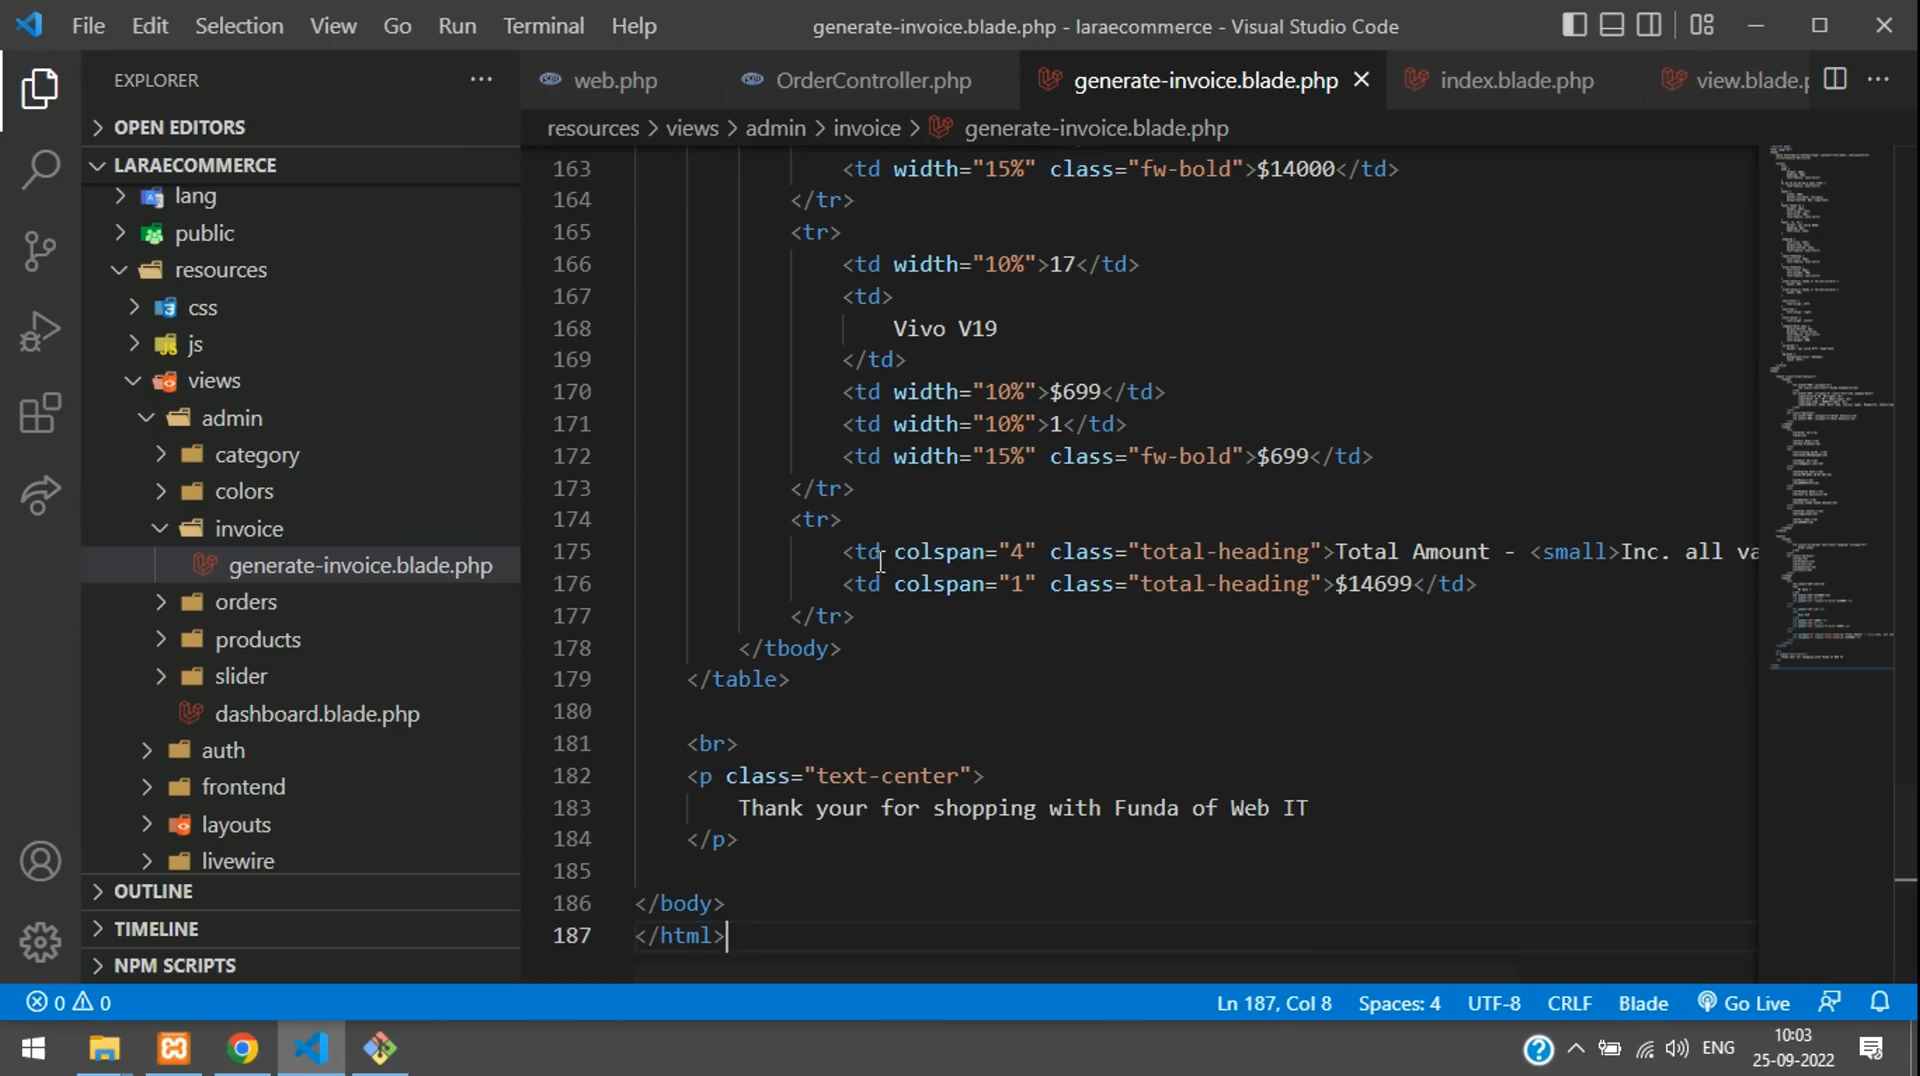 File Edit Selection View Go Run Terminal Help
generate-invoice.blade.php - laraecommerce - Visual Studio Code
EXPLORER
web.php OrderController.php generate-invoice.blade.php index.blade.php view.blade.p
resources > views > admin > invoice > generate-invoice.blade.php
OPEN EDITORS
LARAECOMMERCE
lang
public
resources
css
JS js
views
admin
category
colors
invoice
generate-invoice.blade.php
orders
products
slider
dashboard.blade.php
auth
frontend
layouts
livewire
OUTLINE
TIMELINE
NPM SCRIPTS
163 <td width="15%" class="fw-bold">$14000</td>
164 </tr>
165 <tr>
166 <td width="10%">17</td>
167 <td>
168 Vivo V19
169 </td>
170 <td width="10%">$699</td>
171 <td width="10%">1</td>
172 <td width="15%" class="fw-bold">$699</td>
173 </tr>
174 <tr>
175 <td colspan="4" class="total-heading">Total Amount - <small>Inc. all va
176 <td colspan="1" class="total-heading">$14699</td>
177 </tr>
178 </tbody>
179 </table>
180
181 <br>
182 <p class="text-center">
183 Thank your for shopping with Funda of Web IT
184 </p>
185
186 </body>
187 </html>
0 0 Ln 187, Col 8 Spaces: 4 UTF-8 CRLF Blade Go Live
ENG
10:03
25-09-2022